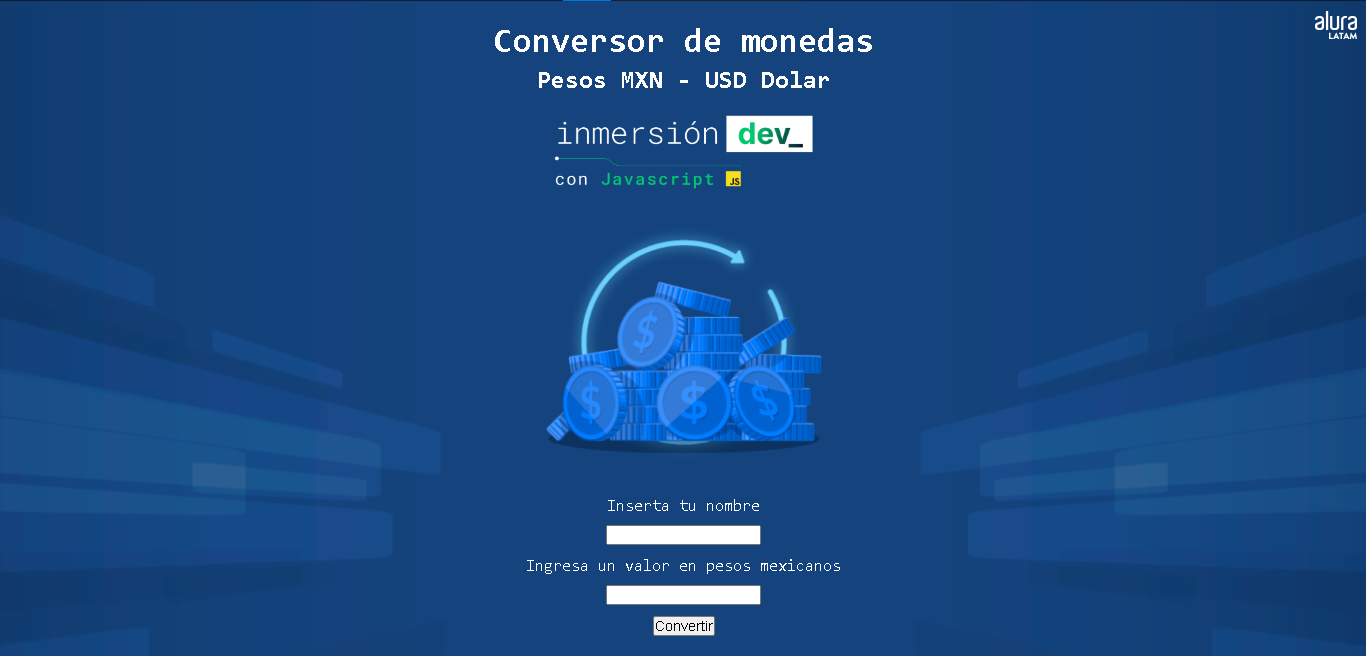 alura
LATAM
Conversor de monedas
Pesos MXN - USD Dolar
inmersión dev_
con Javascript JS
$
$ $ $
Inserta tu nombre
Ingresa un valor en pesos mexicanos
Convertir